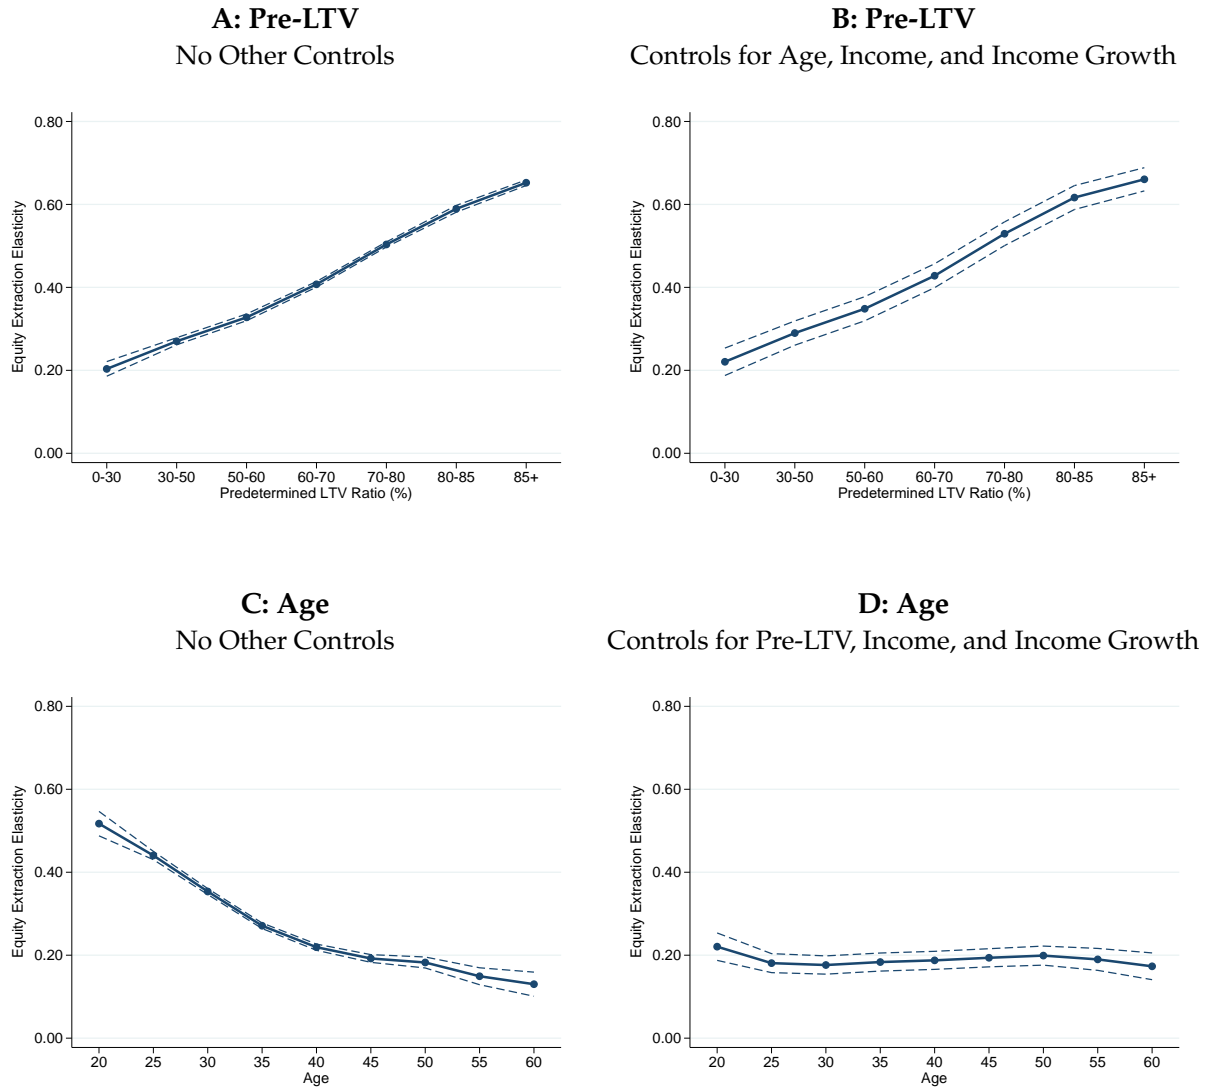 A: Pre-LTV
No Other Controls
Equity Extraction Elasticity
0.80
0.60
0.40
0.20
0.00
0-30 30-50 50-60 60-70 70-80 80-85 85+
Predetermined LTV Ratio (%)
B: Pre-LTV
Controls for Age, Income, and Income Growth
Equity Extraction Elasticity
0.80
0.60
0.40
0.20
0.00
0-30 30-50 50-60 60-70 70-80 80-85 85+
Predetermined LTV Ratio (%)
C: Age
No Other Controls
Equity Extraction Elasticity
0.80
0.60
0.40
0.20
0.00
20 25 30 35 40 45 50 55 60
Age
D: Age
Controls for Pre-LTV, Income, and Income Growth
Equity Extraction Elasticity
0.80
0.60
0.40
0.20
0.00
20 25 30 35 40 45 50 55 60
Age